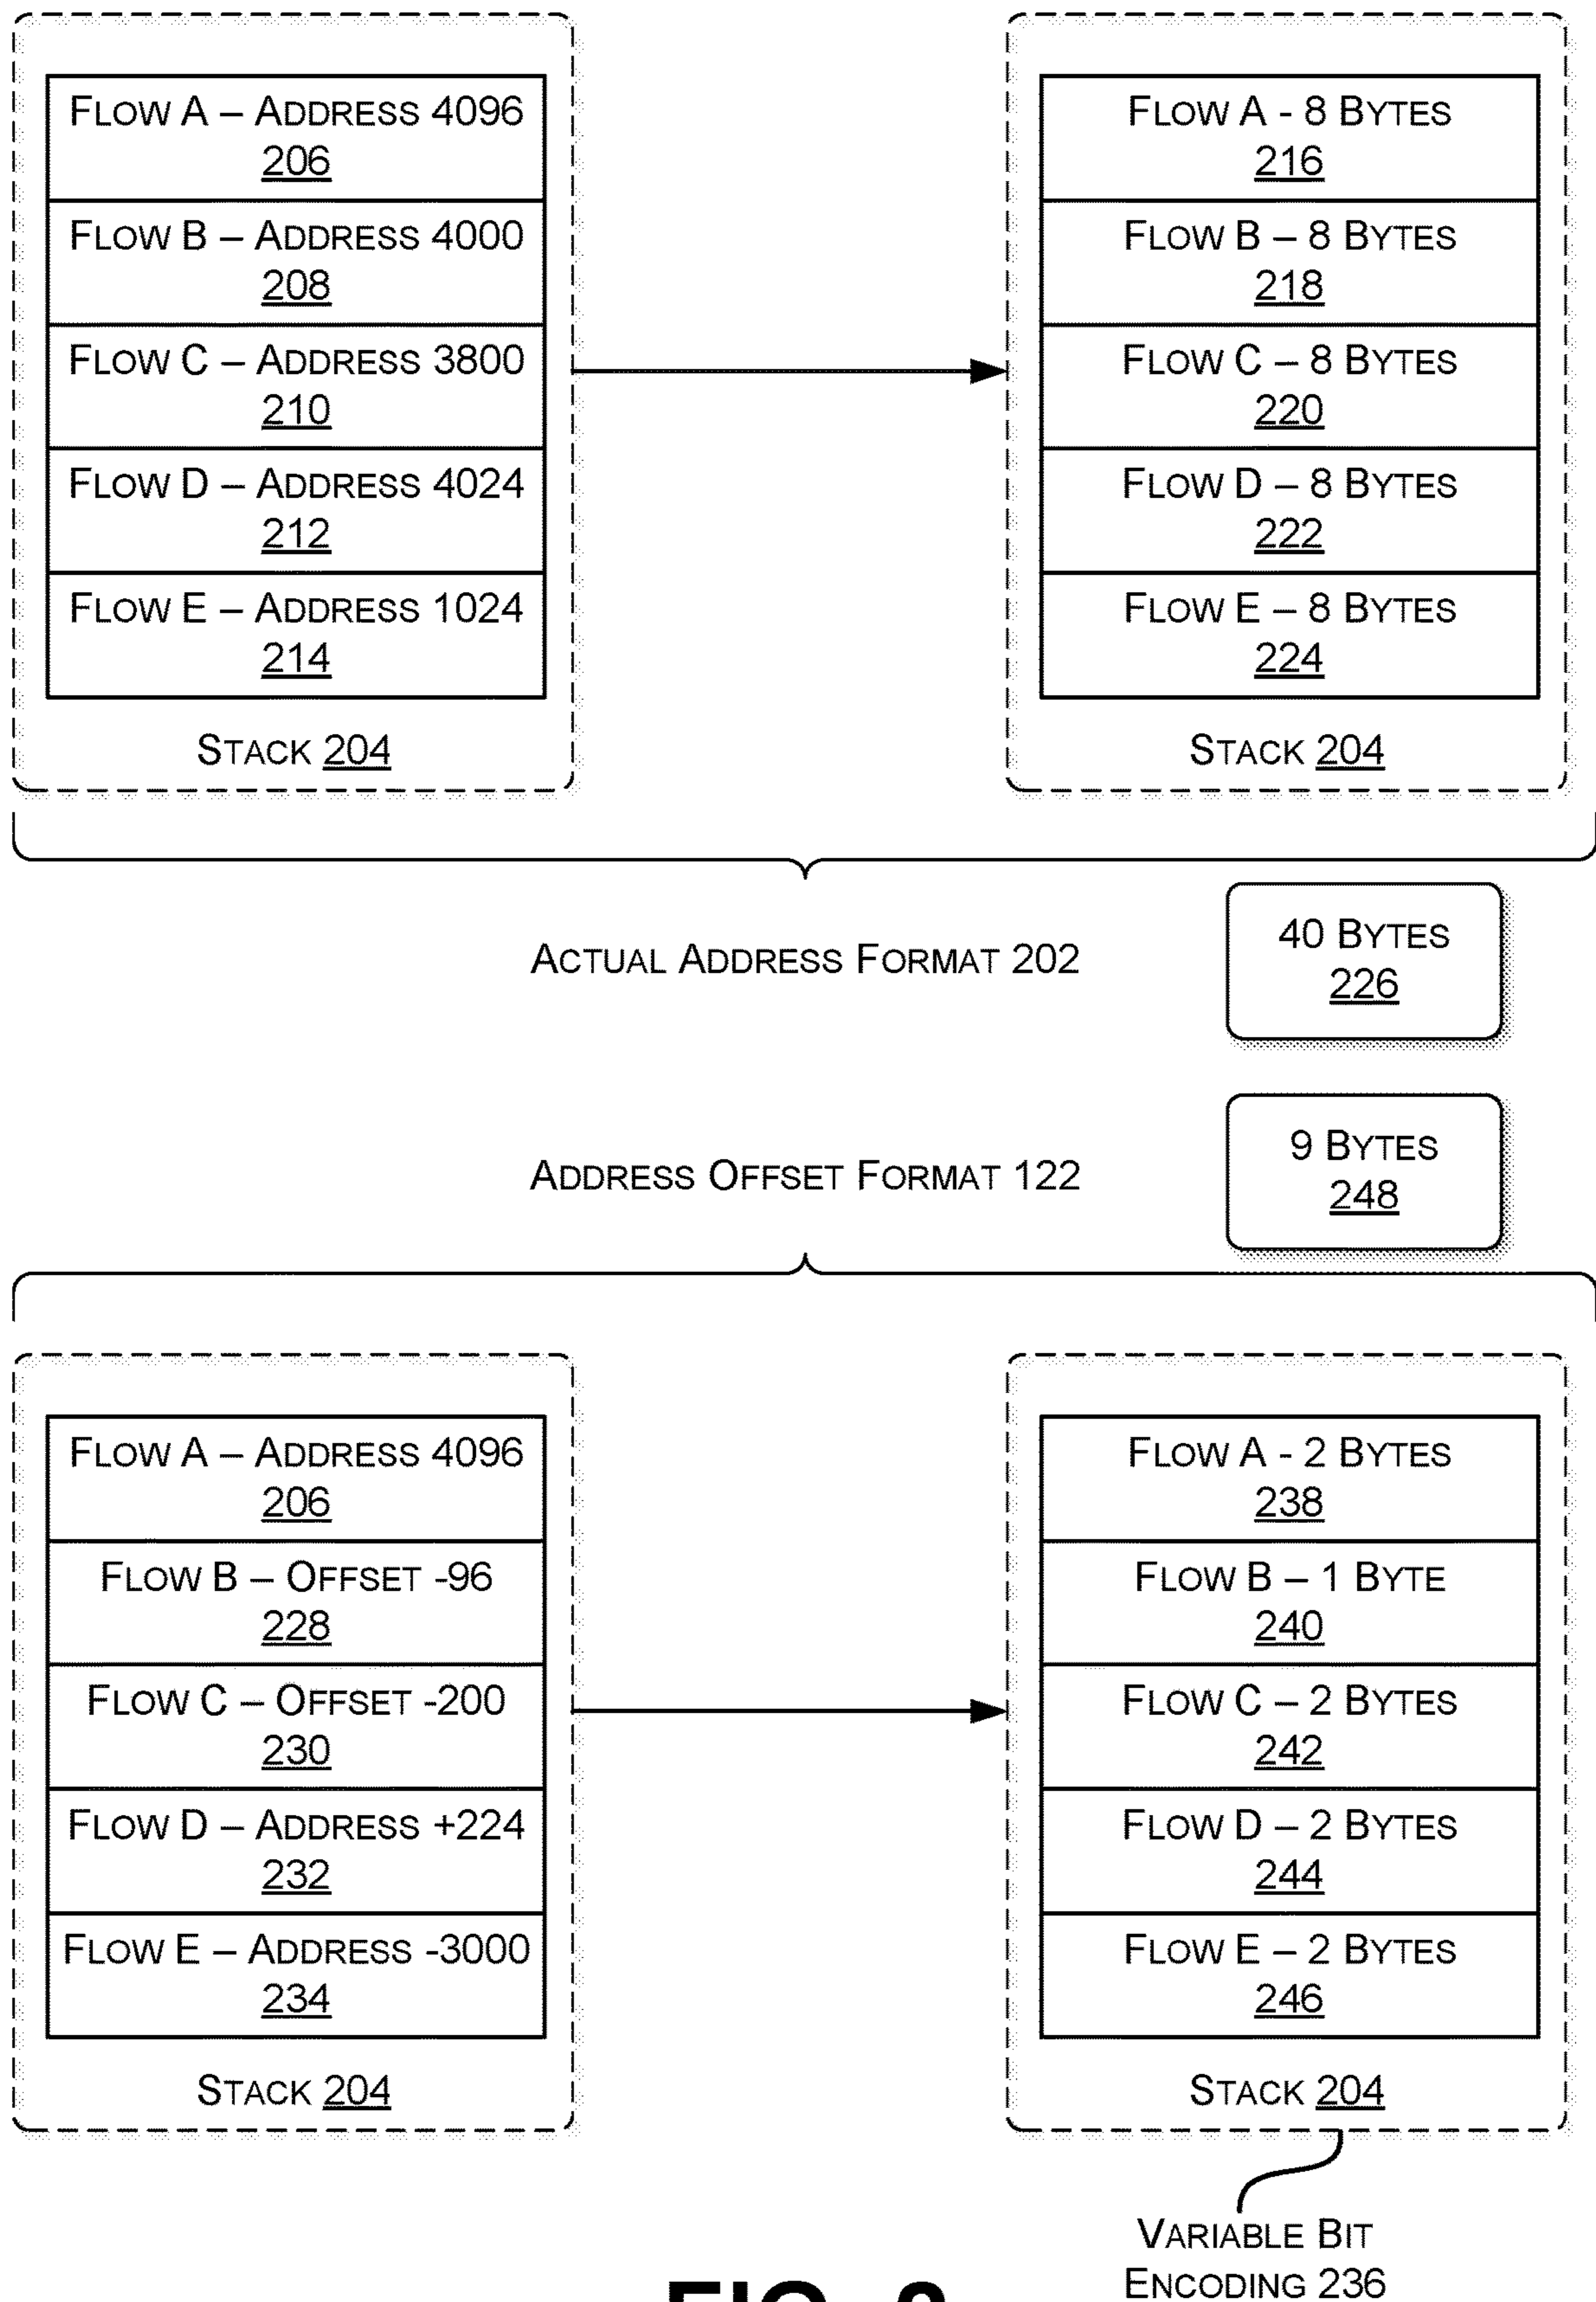 FLOW A – ADDRESS 4096
206
FLOW B – ADDRESS 4000
208
FLOW C – ADDRESS 3800
210
FLOW D – ADDRESS 4024
212
FLOW E – ADDRESS 1024
214
STACK 204
FLOW A - 8 BYTES
216
FLOW B – 8 BYTES
218
FLOW C – 8 BYTES
220
FLOW D – 8 BYTES
222
FLOW E – 8 BYTES
224
STACK 204
ACTUAL ADDRESS FORMAT 202
40 BYTES
226
ADDRESS OFFSET FORMAT 122
9 BYTES
248
FLOW A – ADDRESS 4096
206
FLOW B – OFFSET -96
228
FLOW C – OFFSET -200
230
FLOW D – ADDRESS +224
232
FLOW E – ADDRESS -3000
234
STACK 204
FLOW A - 2 BYTES
238
FLOW B – 1 BYTE
240
FLOW C – 2 BYTES
242
FLOW D – 2 BYTES
244
FLOW E – 2 BYTES
246
STACK 204
VARIABLE BIT
ENCODING 236
FIG.